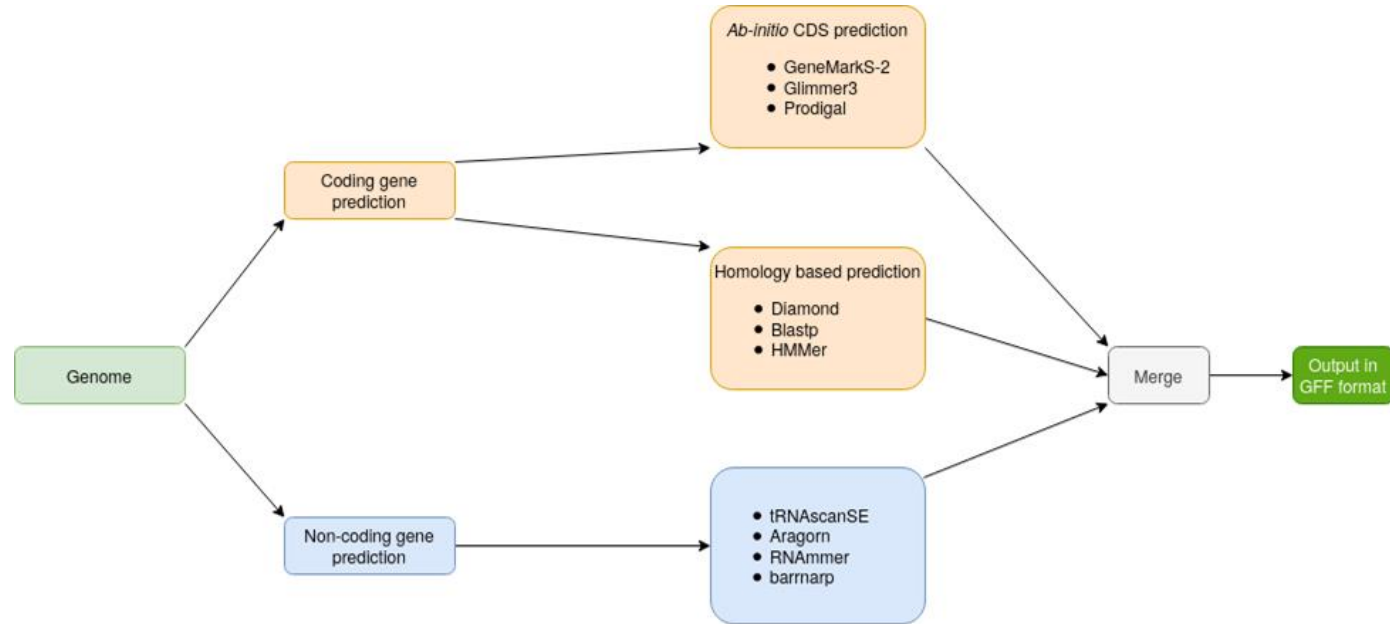 Ab-initio CDS prediction
● GeneMarkS-2
● Glimmer3
● Prodigal
Coding gene
prediction
Homology based prediction
● Diamond
● Blastp
● HMMer
Genome
Merge
Output in
GFF format
Non-coding gene
prediction
● tRNAscanSE
● Aragorn
● RNAmmer
● barrnarp